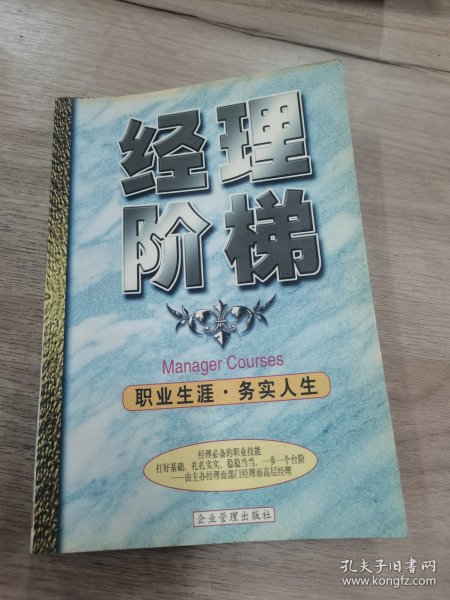 经理
阶梯
Manager Courses
职业生涯·务实人生
经理必备的职业技能
打好基础，扎扎实实、稳稳当当，一步一个台阶
——由主办经理而部门经理而高层经理
企业管理出版社
孔夫子旧书网
www.kongfz.com